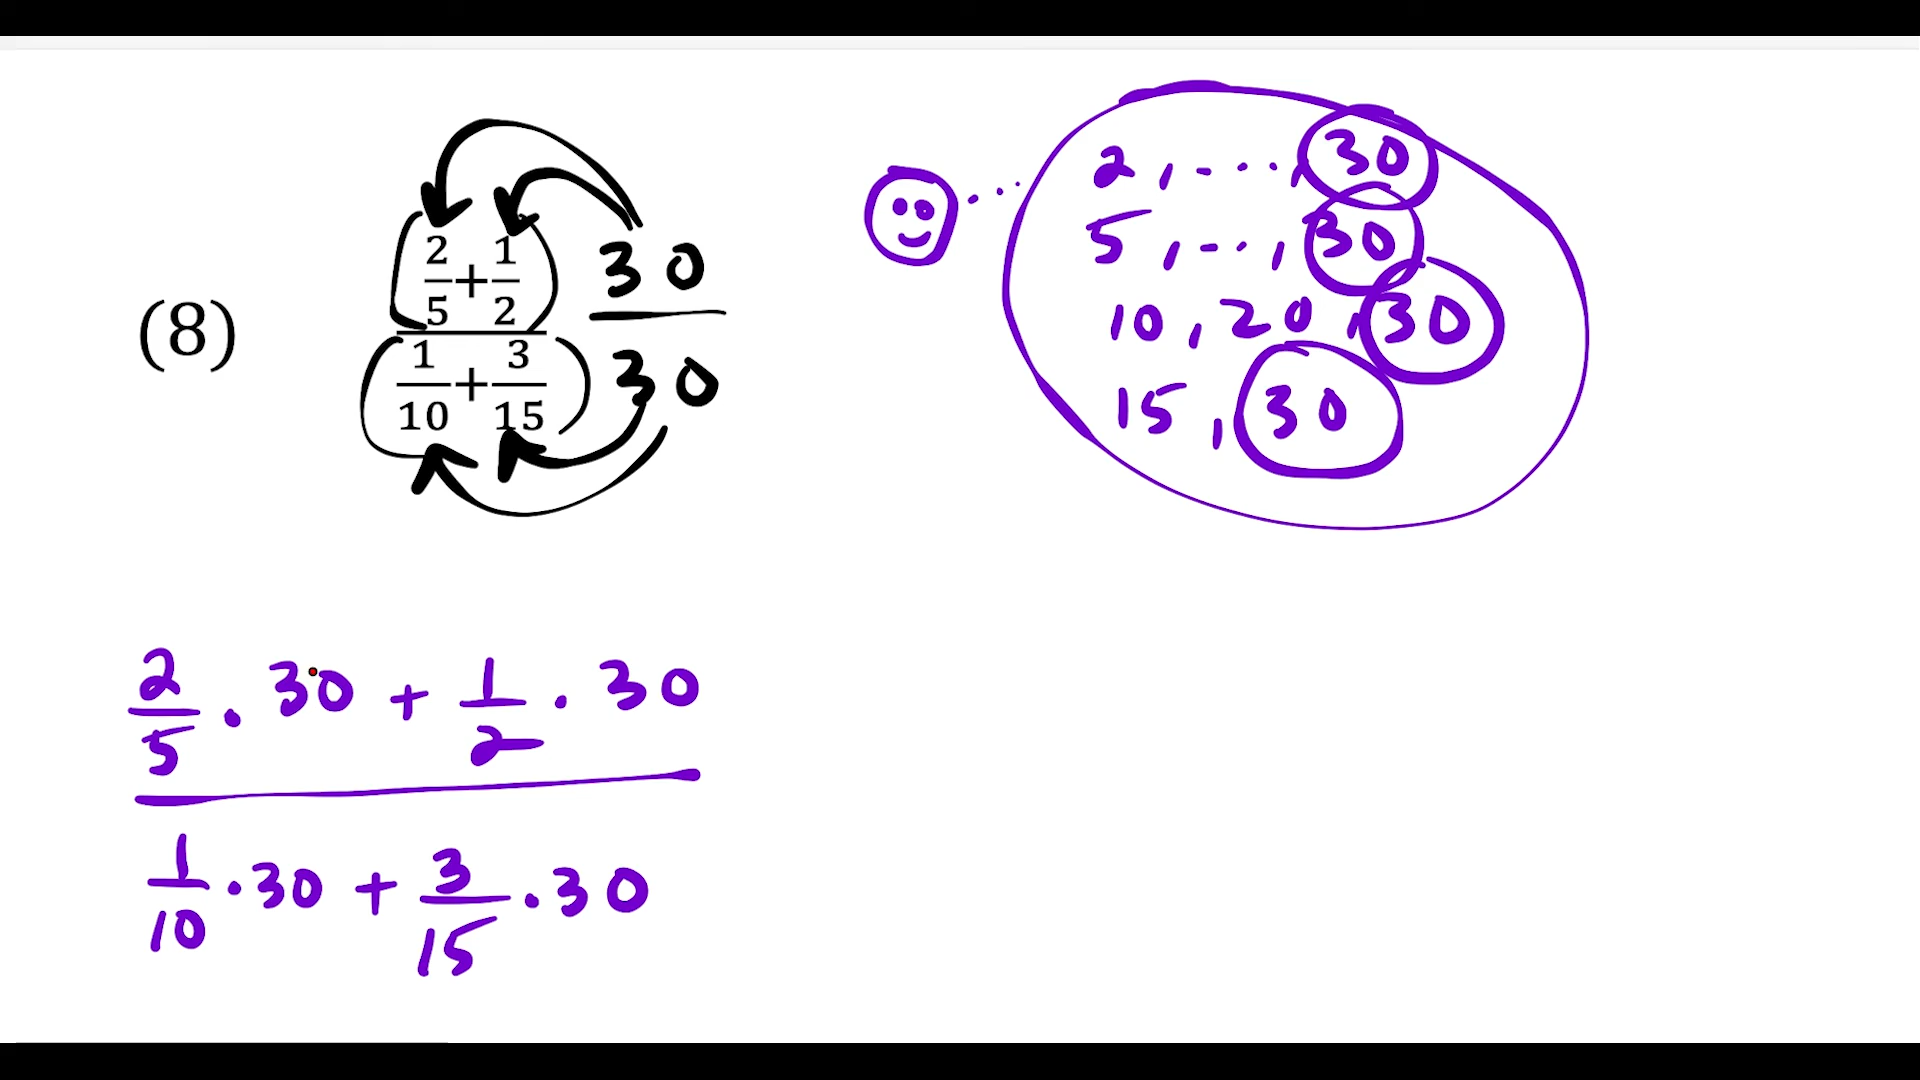 (8)
2/5 + 1/2
1/10 + 3/15
30
30
2, - · · ·, 30
5, - · ·, 30
10, 20, 30
15, 30
2/5 · 30 + 1/2 · 30
1/10 · 30 + 3/15 · 30